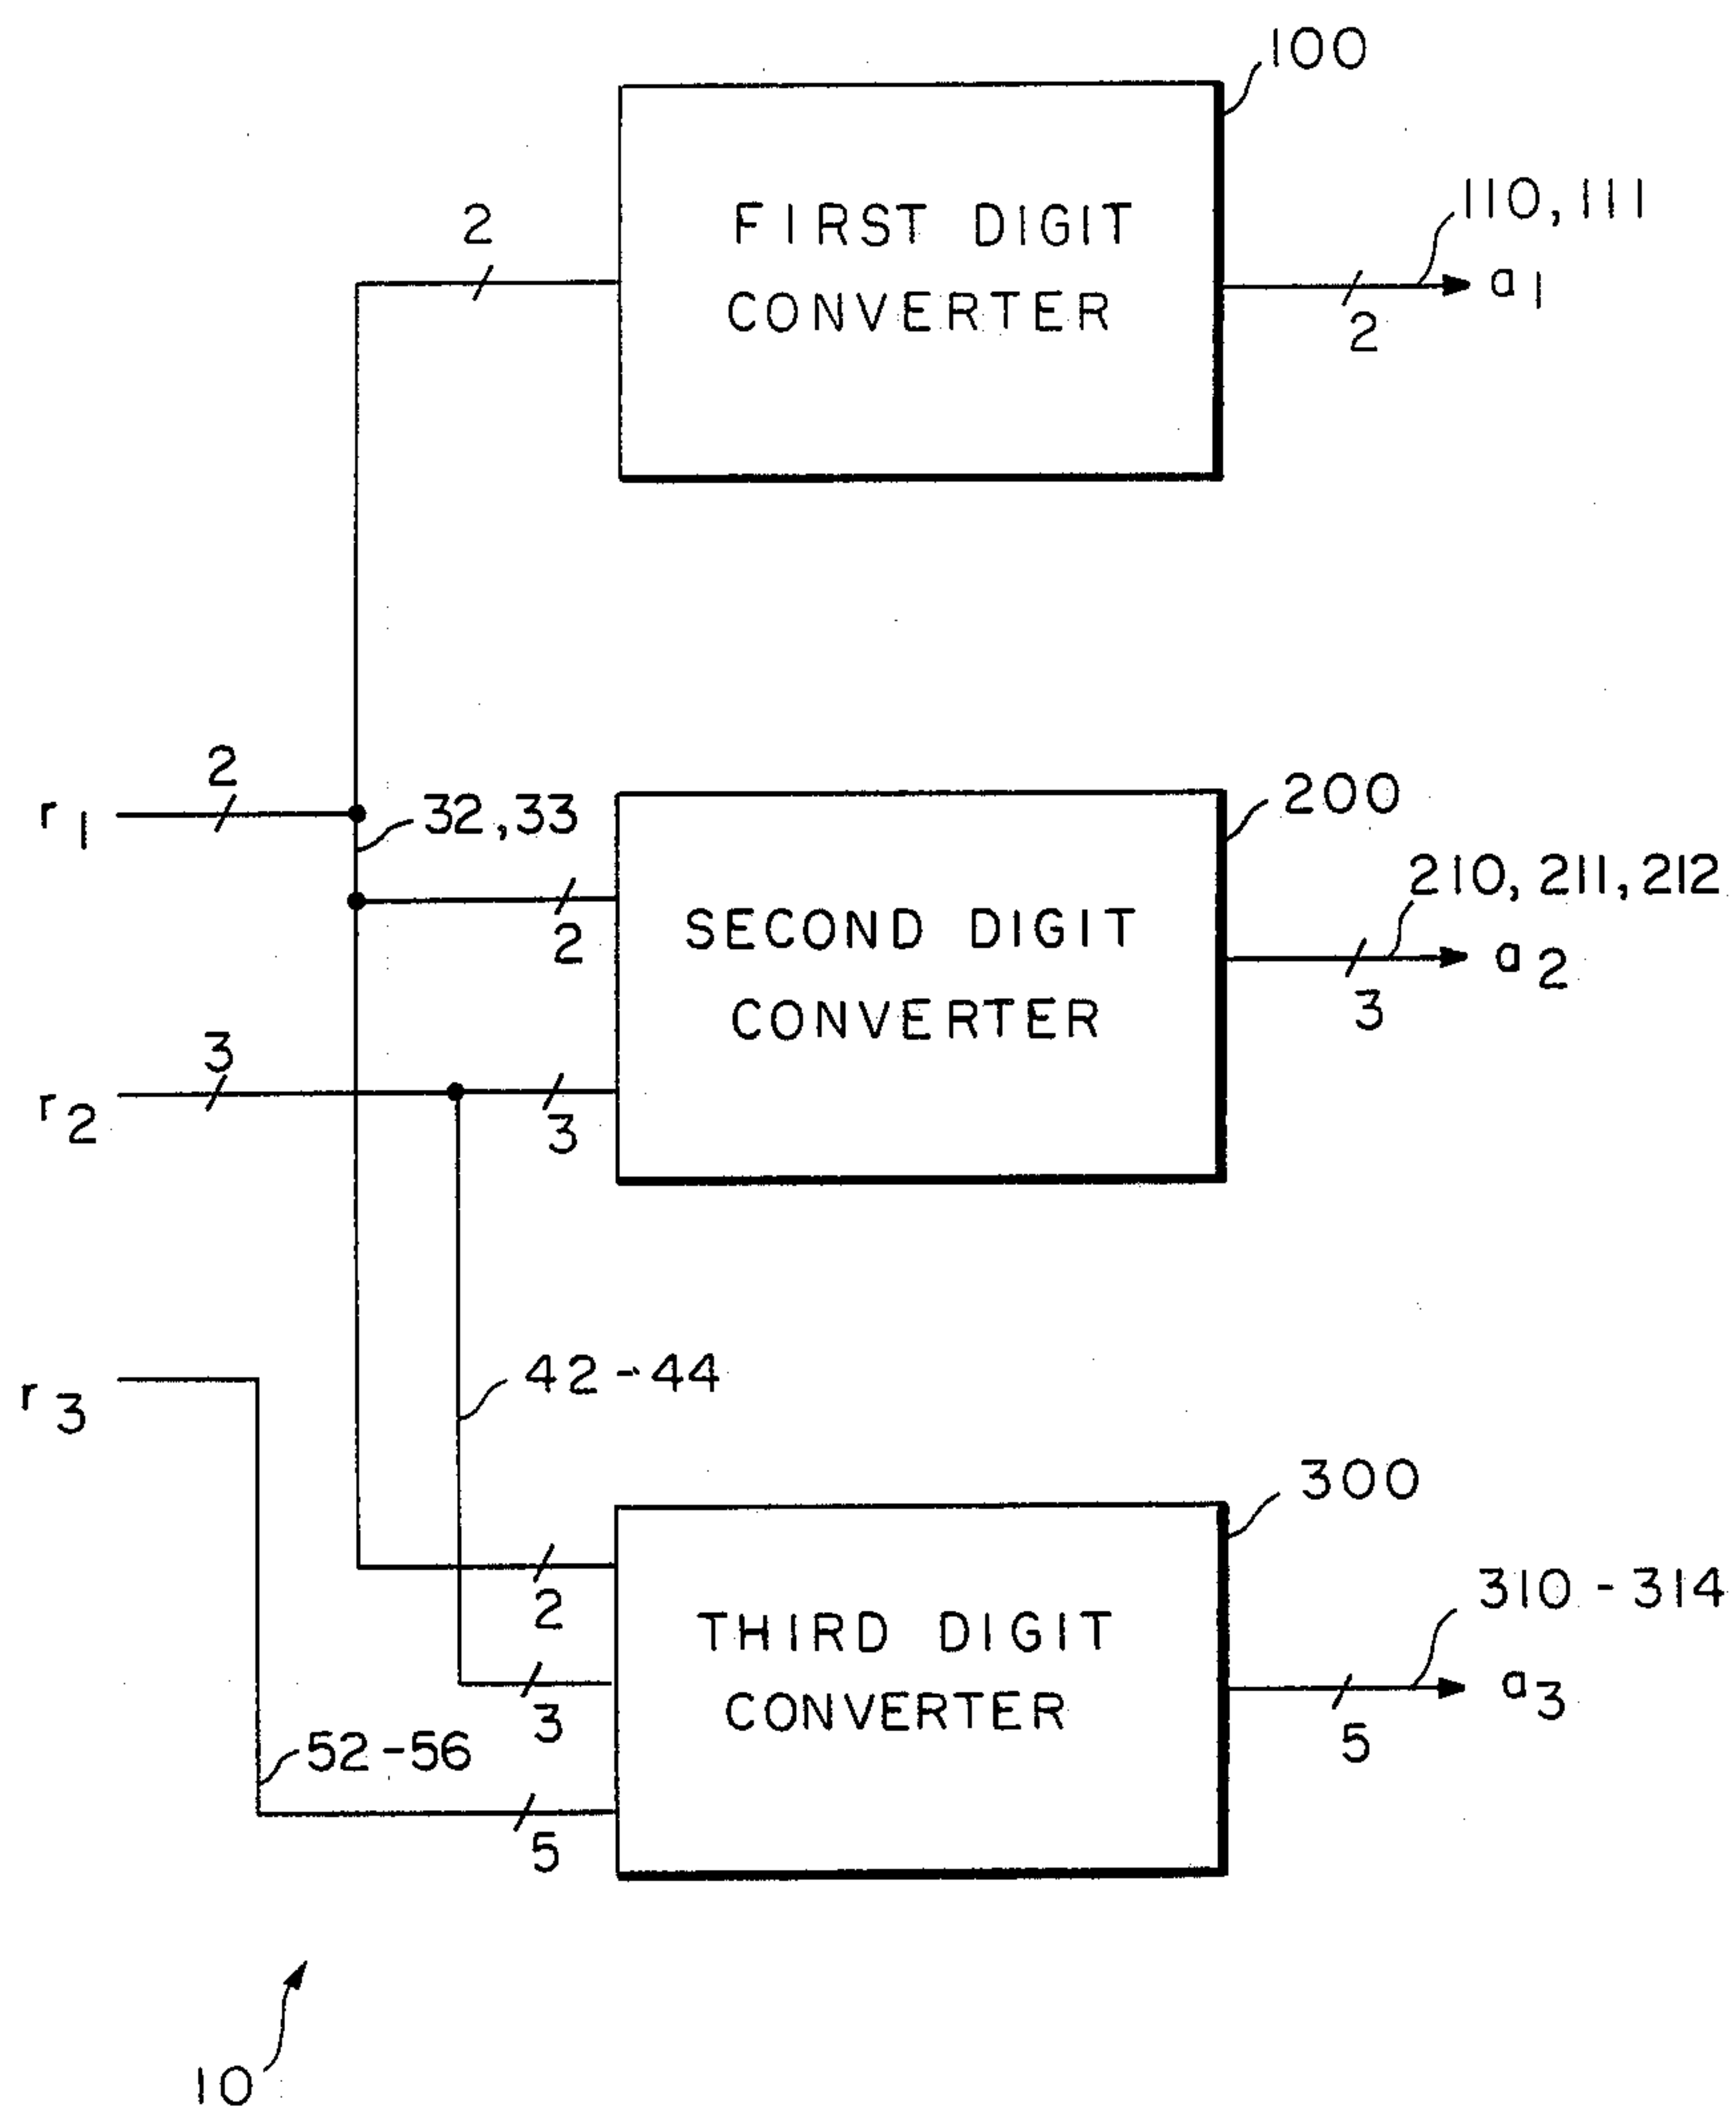 100
2
FIRST DIGIT
CONVERTER
110, 111
a1
2
2
r1
32, 33
200
2
SECOND DIGIT
CONVERTER
210, 211, 212
a2
3
3
r2
3
r3
42-44
300
2
THIRD DIGIT
CONVERTER
310-314
a3
3
5
52-56
5
10